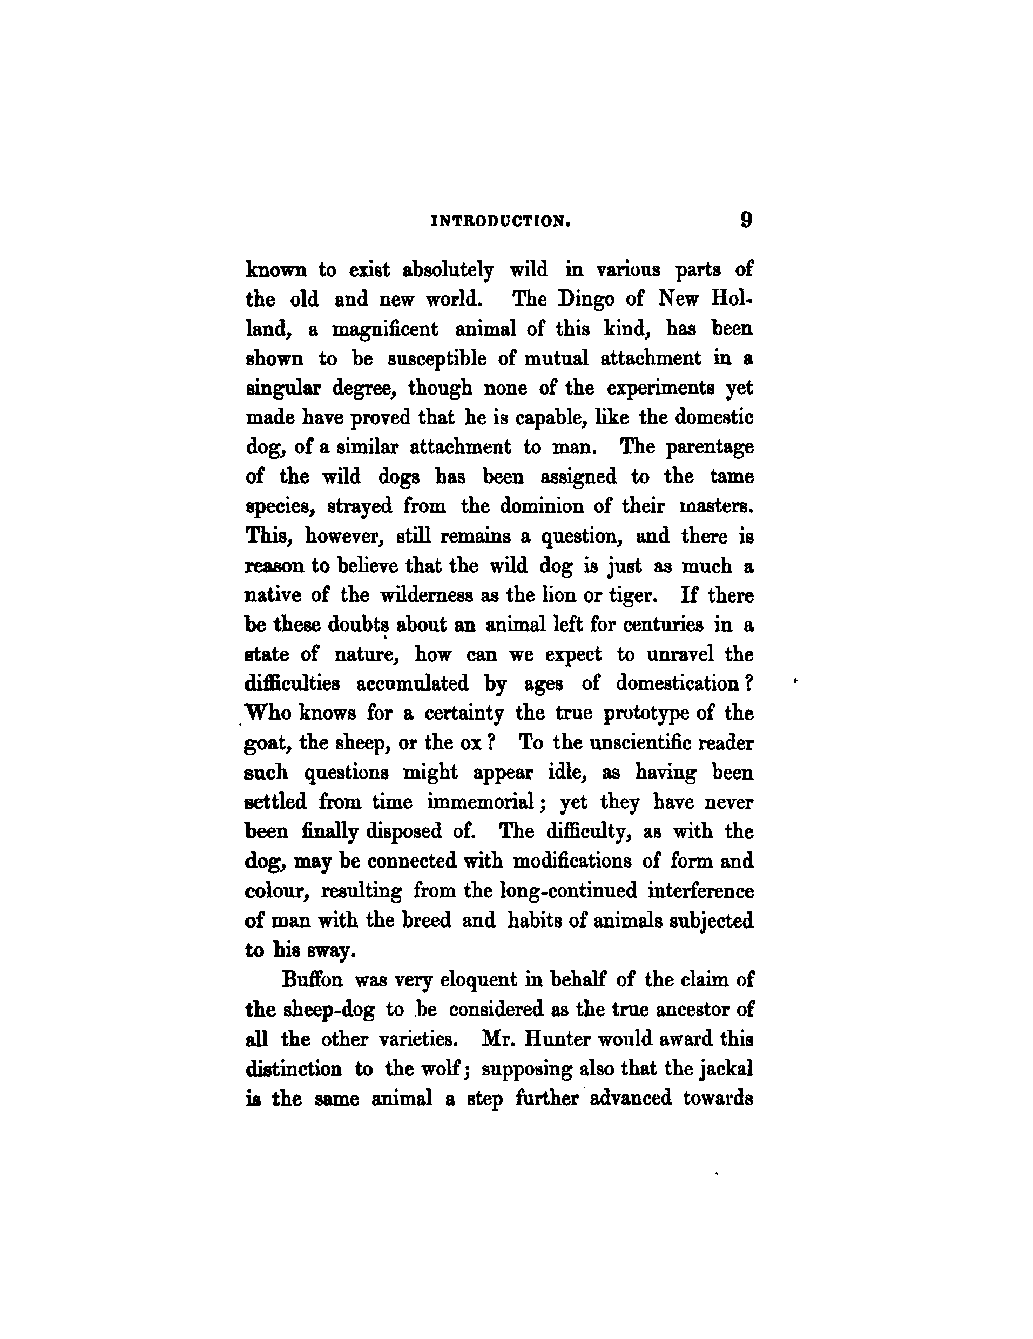 INTRODUCTION. 9
known to exist absolutely wild in various parts of
the old and new world. The Dingo of New Hol-
land, a magnificent animal of this kind, has been
shown to be susceptible of mutual attachment in a
singular degree, though none of the experiments yet
made have proved that he is capable, like the domestic
dog, of a similar attachment to man. The parentage
of the wild dogs has been assigned to the tame
species, strayed from the dominion of their masters.
This, however, still remains a question, and there is
reason to believe that the wild dog is just as much a
native of the wilderness as the lion or tiger. If there
be these doubts about an animal left for centuries in a
state of nature, how can we expect to unravel the
difficulties accumulated by ages of domestication?
Who knows for a certainty the true prototype of the
goat, the sheep, or the ox? To the unscientific reader
such questions might appear idle, as having been
settled from time immemorial; yet they have never
been finally disposed of. The difficulty, as with the
dog, may be connected with modifications of form and
colour, resulting from the long-continued interference
of man with the breed and habits of animals subjected
to his sway.
Buffon was very eloquent in behalf of the claim of
the sheep-dog to be considered as the true ancestor of
all the other varieties. Mr. Hunter would award this
distinction to the wolf; supposing also that the jackal
is the same animal a step further advanced towards